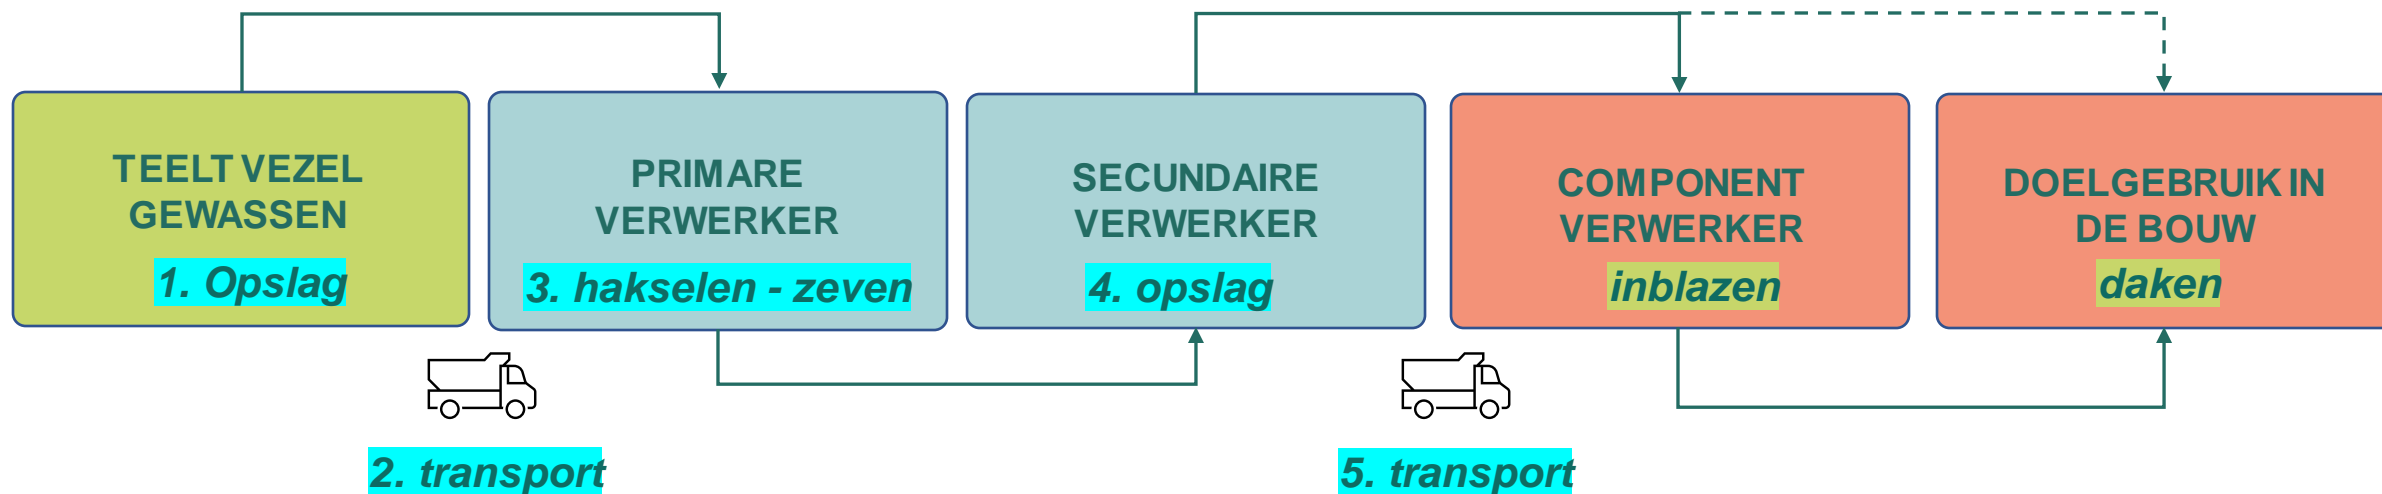 TEELT VEZEL
GEWASSEN
1. Opslag
PRIMARE
VERWERKER
3. hakselen - zeven
SECUNDAIRE
VERWERKER
4. opslag
COMPONENT
VERWERKER
inblazen
DOELGEBRUIK IN
DE BOUW
daken
2. transport
5. transport